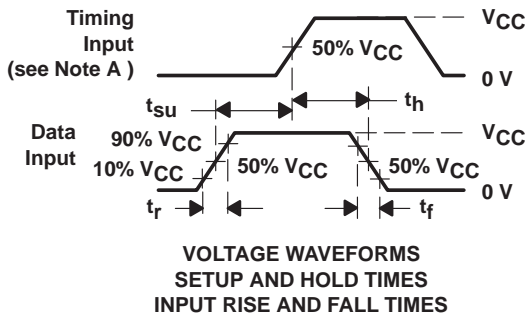 Timing
Input
(see Note A )
50% VCC
VCC
0 V
tsu
th
Data
Input
90% VCC
10% VCC
50% VCC
50% VCC
VCC
0 V
tr
tf
VOLTAGE WAVEFORMS
SETUP AND HOLD TIMES
INPUT RISE AND FALL TIMES